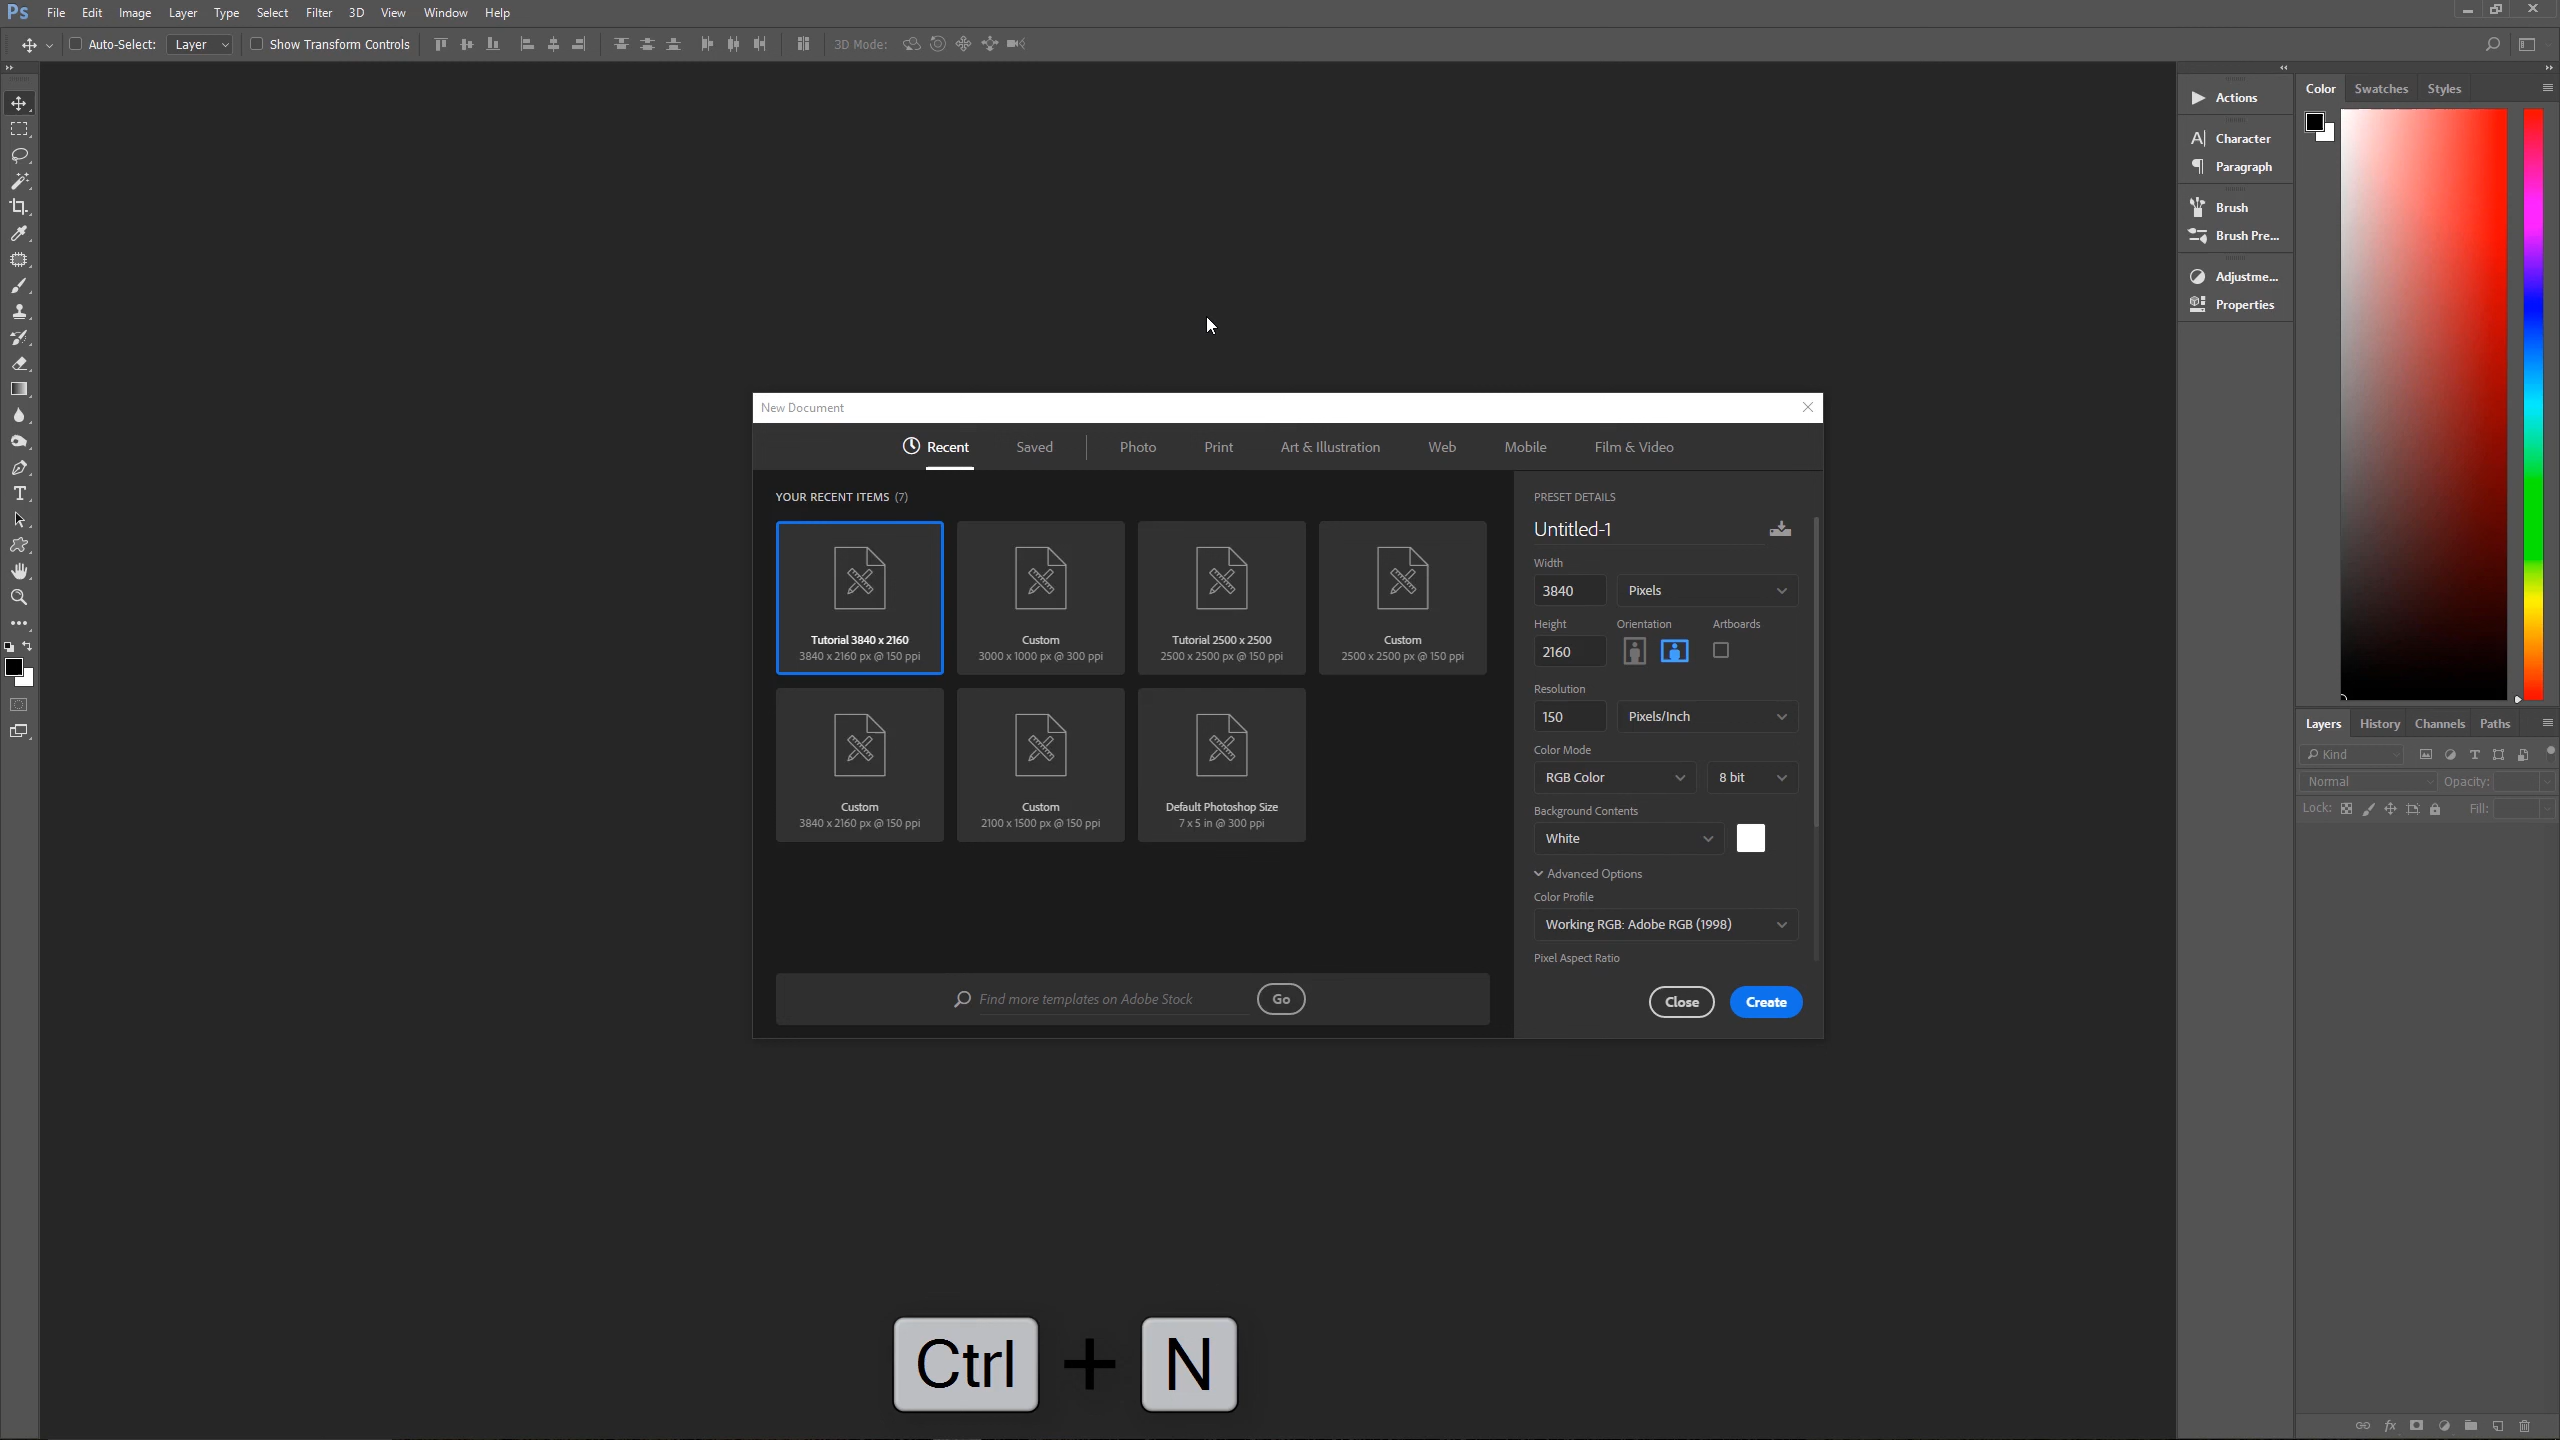 Ps File Edit Image Layer Type Select Filter 3D View Window Help
Auto-Select: Layer Show Transform Controls 3D Mode:
Actions
Character
Paragraph
Brush
Brush Pre...
Adjustme...
Properties
Color Swatches Styles
New Document
Recent Saved Photo Print Art & Illustration Web Mobile Film & Video
YOUR RECENT ITEMS (7)
Tutorial 3840 x 2160
3840 x 2160 px @ 150 ppi
Custom
3000 x 1000 px @ 300 ppi
Tutorial 2500 x 2500
2500 x 2500 px @ 150 ppi
Custom
2500 x 2500 px @ 150 ppi
Custom
3840 x 2160 px @ 150 ppi
Custom
2100 x 1500 px @ 150 ppi
Default Photoshop Size
7 x 5 in @ 300 ppi
Find more templates on Adobe Stock Go
PRESET DETAILS
Untitled-1
Width
3840 Pixels
Height Orientation Artboards
2160
Resolution
150 Pixels/Inch
Color Mode
RGB Color 8 bit
Background Contents
White
Advanced Options
Color Profile
Working RGB: Adobe RGB (1998)
Pixel Aspect Ratio
Close Create
Layers History Channels Paths
Kind
Normal Opacity:
Lock: Fill:
fx
Ctrl + N